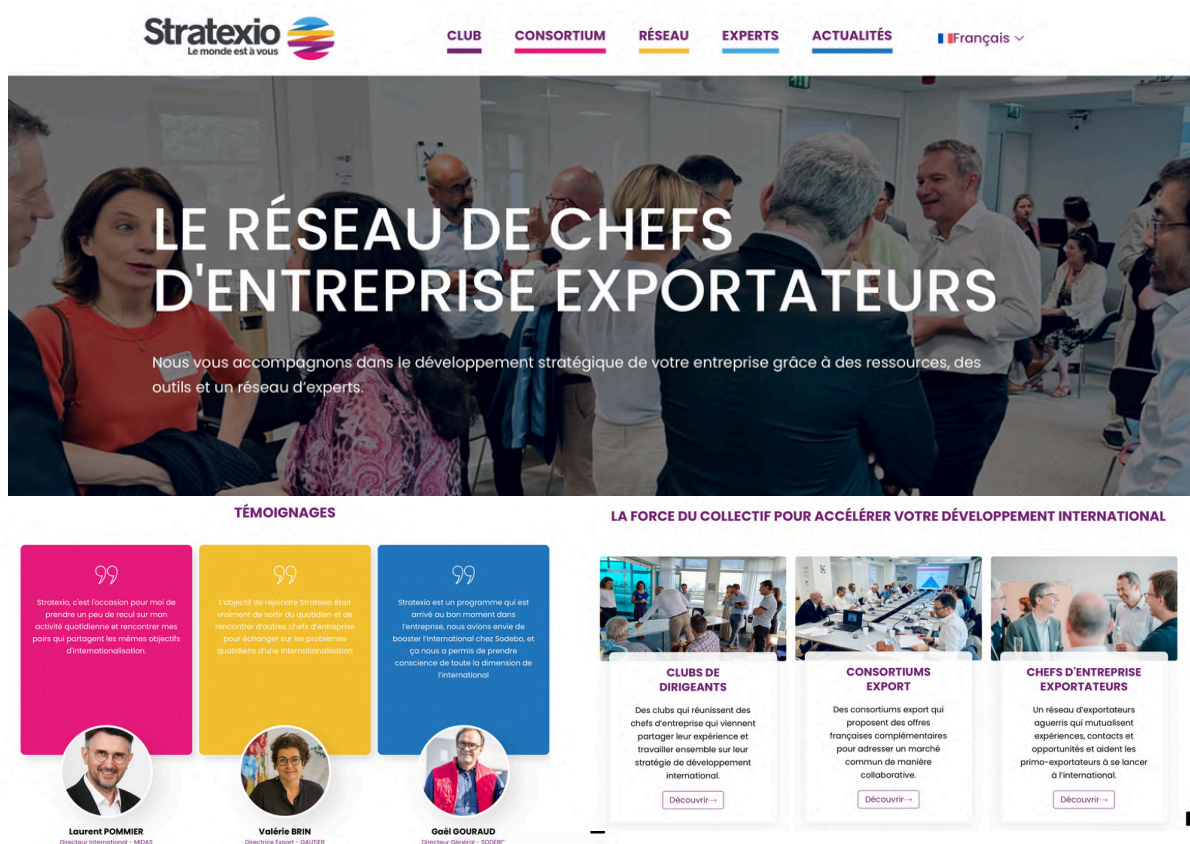 Stratexio
Le monde est à vous
CLUB
CONSORTIUM
RÉSEAU
EXPERTS
ACTUALITÉS
Français
LE RÉSEAU DE CHEFS
D'ENTREPRISE EXPORTATEURS
Nous vous accompagnons dans le développement stratégique de votre entreprise grâce à des ressources, des
outils et un réseau d'experts.
TÉMOIGNAGES
Stratexio, c'est l'occasion pour moi de
prendre un peu de recul sur mon
activité quotidienne et rencontrer mes
pairs qui partagent les mêmes objectifs
d'internationalisation.
Laurent POMMIER
Directeur International - MIDAS
L'objectif de rejoindre Stratexio était
vraiment de sortir du quotidien et de
rencontrer d'autres chefs d'entreprise
pour échanger sur les problèmes
quotidiens d'une internationalisation
Valérie BRIN
Directrice Export - GAUTIER
Stratexio est un programme qui est
arrivé au bon moment dans
l'entreprise, nous avions envie de
booster l'international chez Sodebo, et
ça nous a permis de prendre
conscience de toute la dimension de
l'international
Gaël GOURAUD
Directeur Général - SODEBO
LA FORCE DU COLLECTIF POUR ACCÉLÉRER VOTRE DÉVELOPPEMENT INTERNATIONAL
CLUBS DE
DIRIGEANTS
Des clubs qui réunissent des
chefs d'entreprise qui viennent
partager leur expérience et
travailler ensemble sur leur
stratégie de développement
international.
Découvrir→
CONSORTIUMS
EXPORT
Des consortiums export qui
proposent des offres
françaises complémentaires
pour adresser un marché
commun de manière
collaborative.
Découvrir→
CHEFS D'ENTREPRISE
EXPORTATEURS
Un réseau d'exportateurs
aguerris qui mutualisent
expériences, contacts et
opportunités et aident les
primo-exportateurs à se lancer
à l'international.
Découvrir→